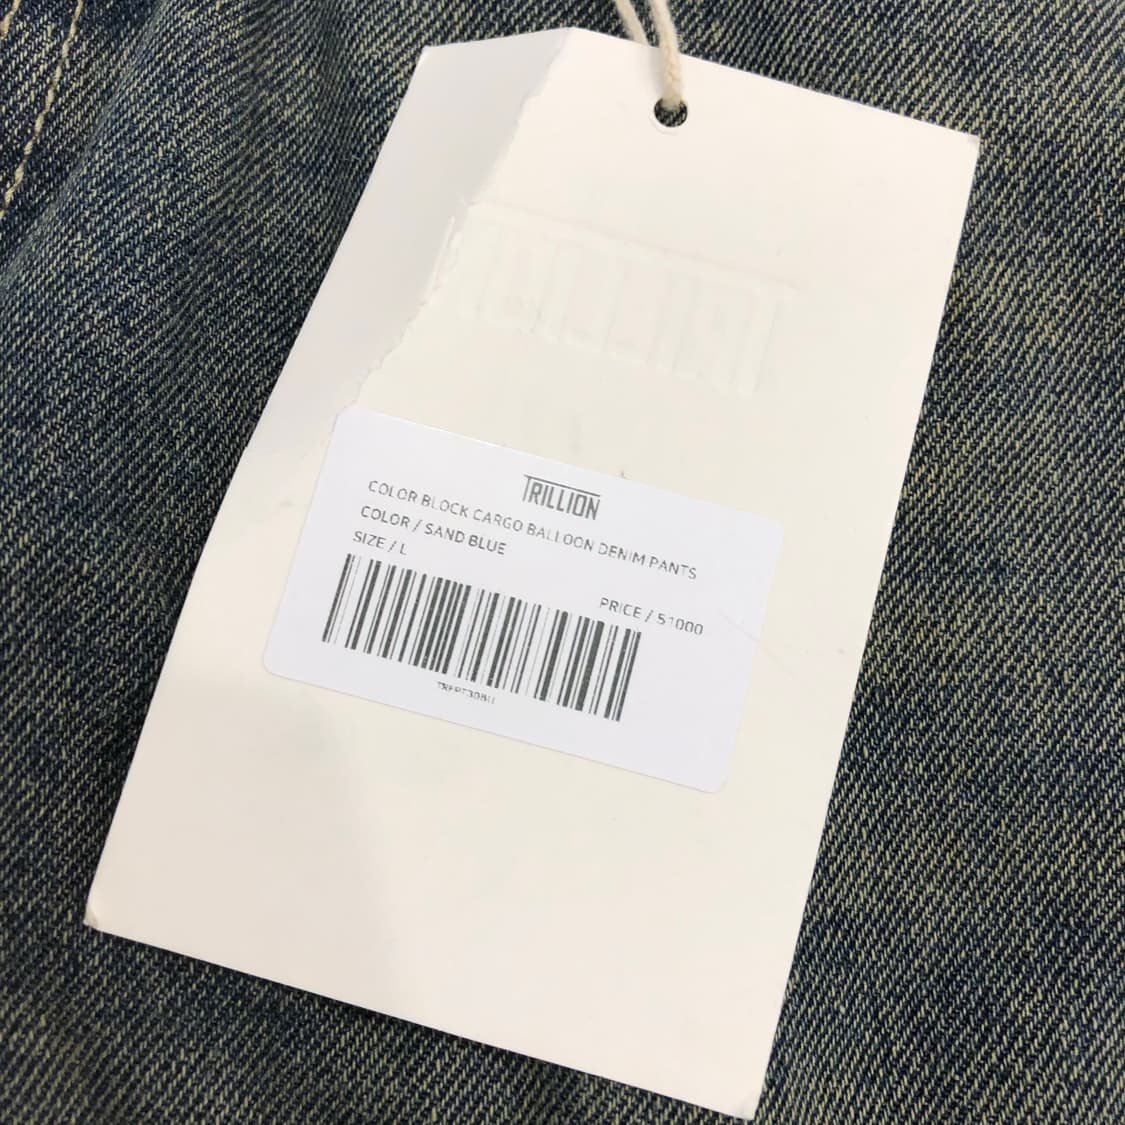 TRILLION
COLOR BLOCK CARGO BALLOON DENIM PANTS
COLOR / SAND BLUE
SIZE / L
PRICE / 51000